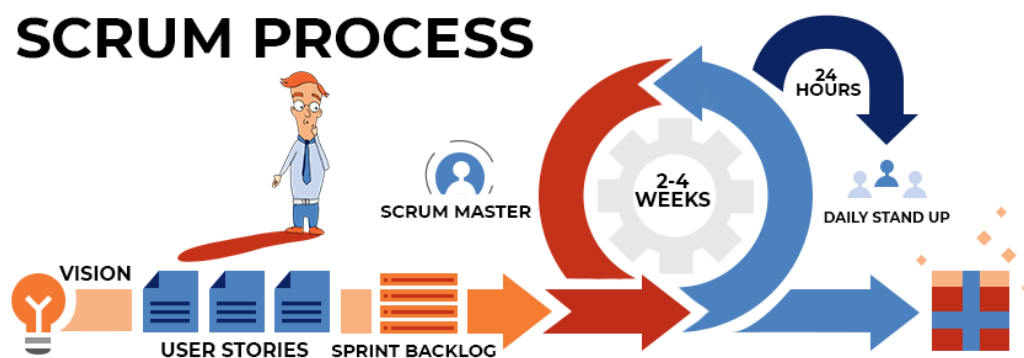 SCRUM PROCESS
24
HOURS
2-4
WEEKS
SCRUM MASTER
DAILY STAND UP
VISION
USER STORIES
SPRINT BACKLOG